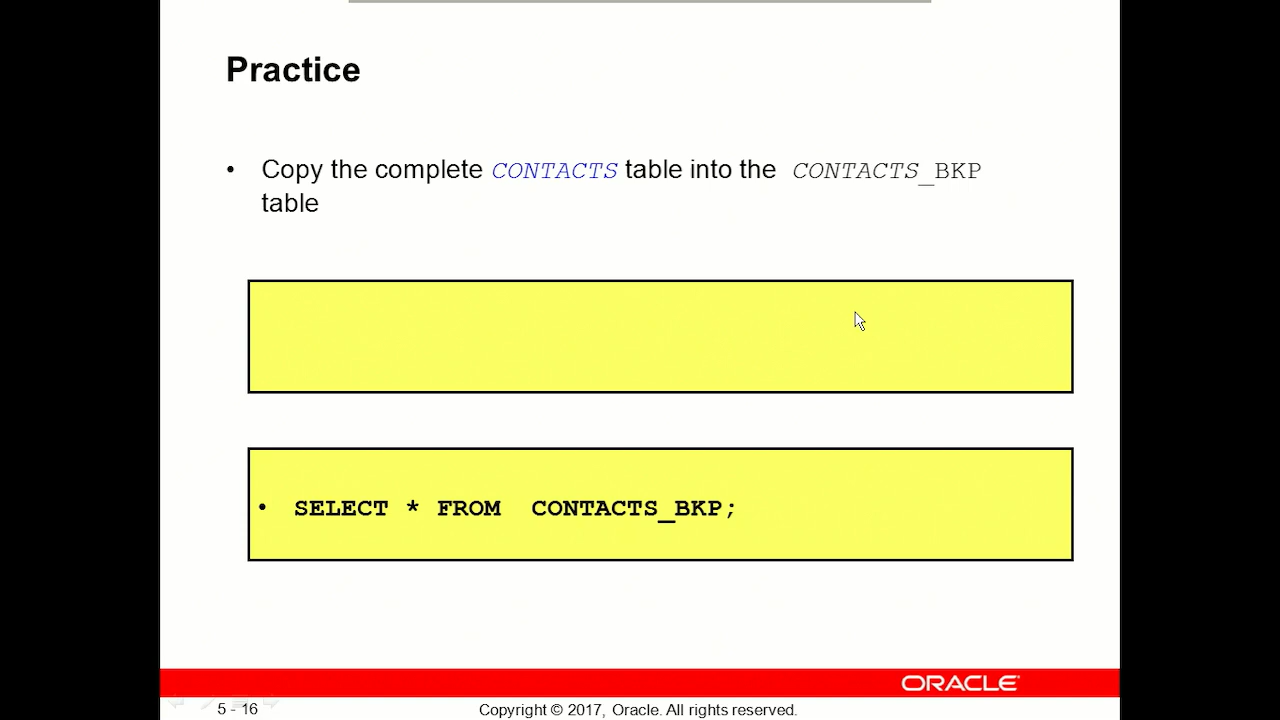 Practice
• Copy the complete CONTACTS table into the CONTACTS_BKP
table
• SELECT * FROM CONTACTS_BKP;
ORACLE
5 - 16
Copyright © 2017, Oracle. All rights reserved.